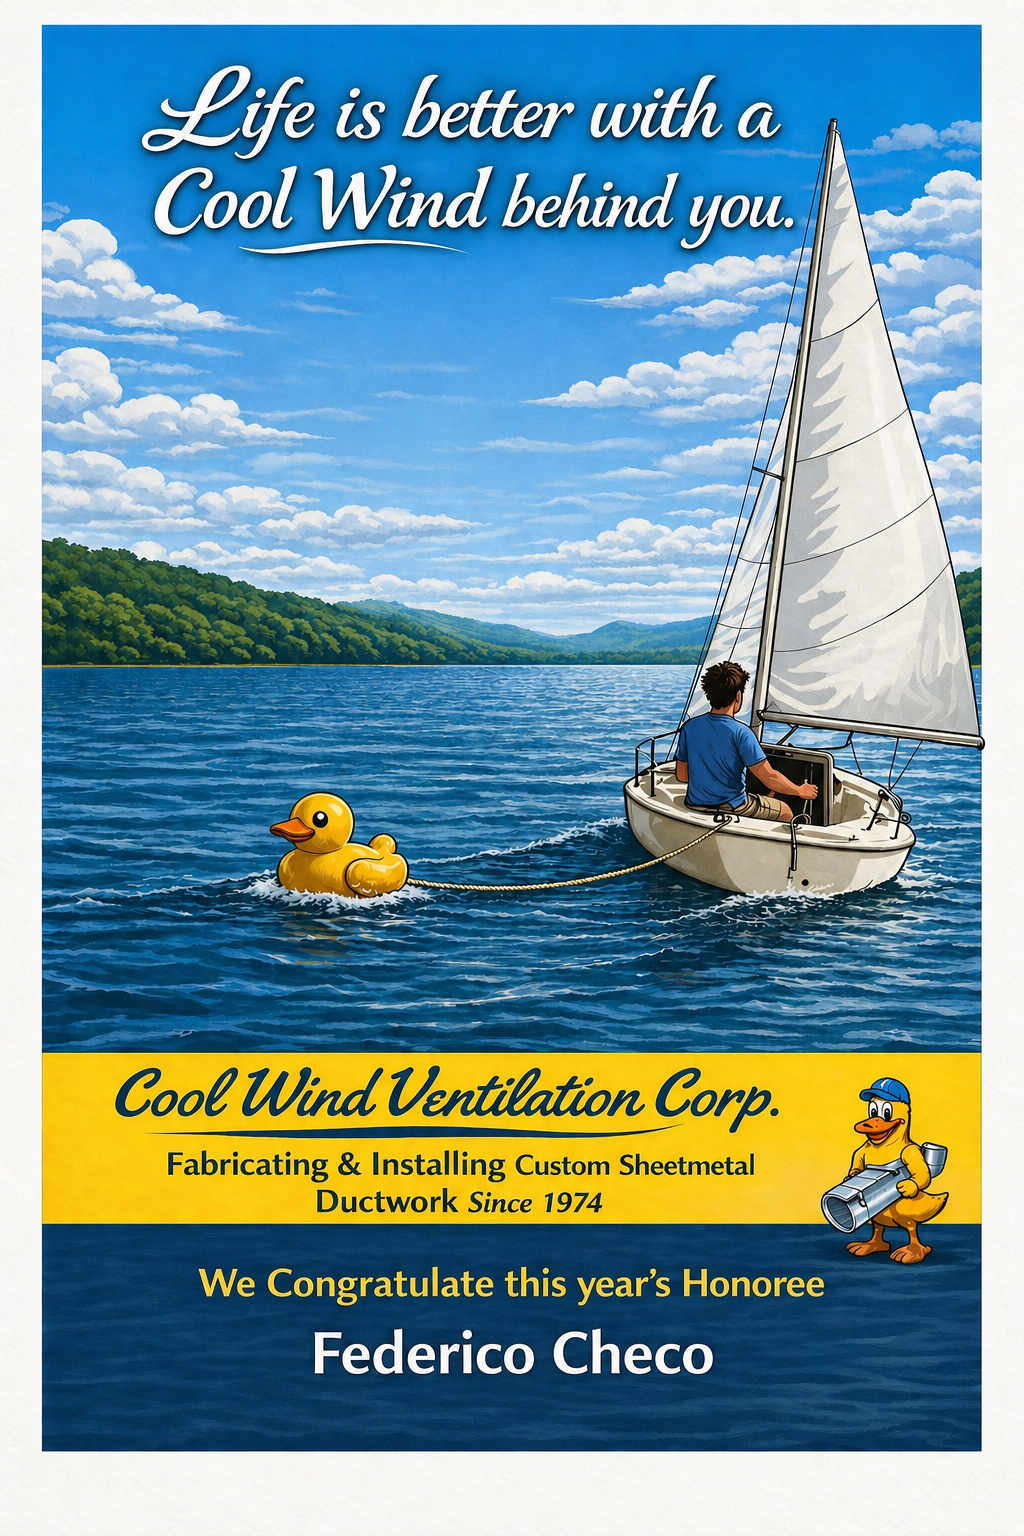 Life is better with a
Cool Wind behind you.
Cool Wind Ventilation Corp.
Fabricating & Installing Custom Sheetmetal
Ductwork Since 1974
We Congratulate this year’s Honoree
Federico Checo